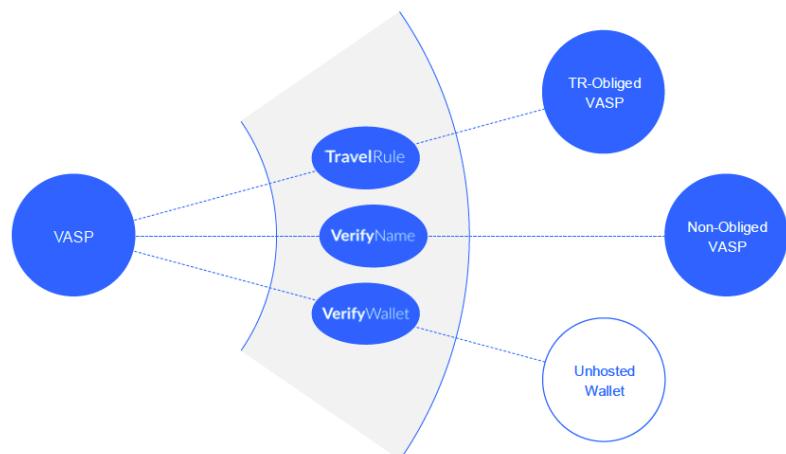 TR-Obliged
VASP
TravelRule
VASP
VerifyName
Non-Obliged
VASP
VerifyWallet
Unhosted
Wallet